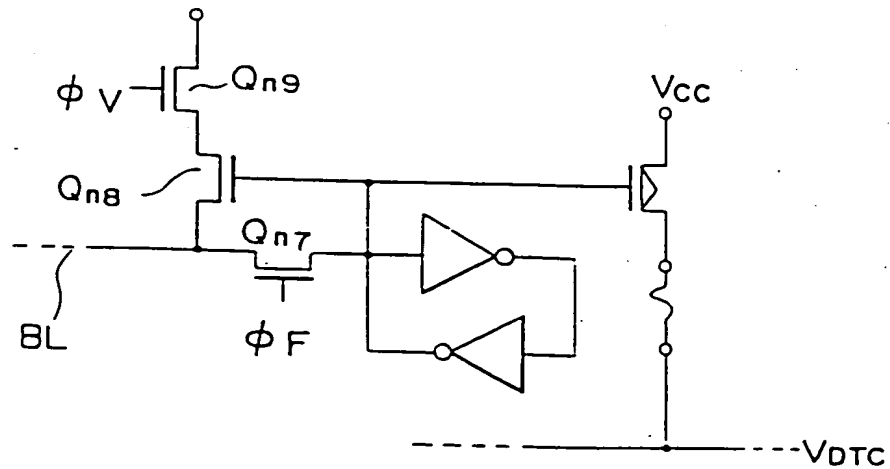 Qn9
ϕV
VCC
Qn8
Qn7
BL
ϕF
VDTC